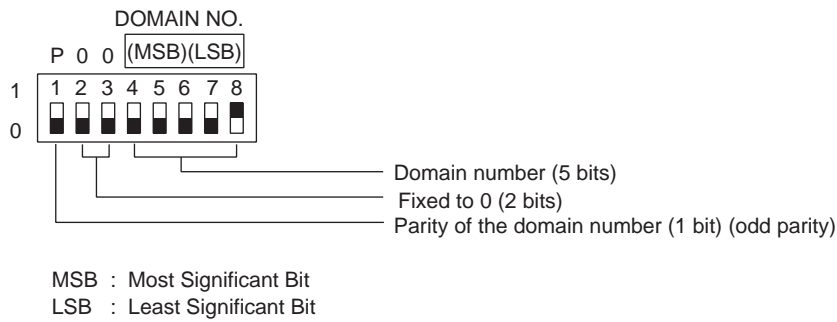 DOMAIN NO.
P 0 0 (MSB)(LSB)
1 1 2 3 4 5 6 7 8
0
Domain number (5 bits)
Fixed to 0 (2 bits)
Parity of the domain number (1 bit) (odd parity)
MSB : Most Significant Bit
LSB : Least Significant Bit